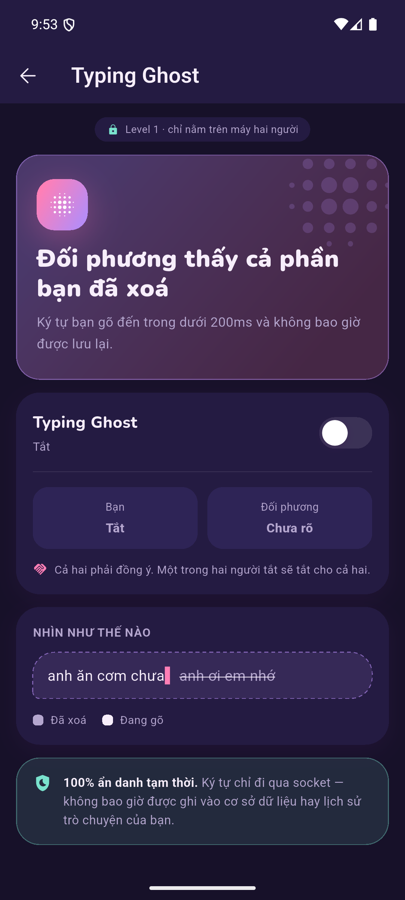 9:53
Typing Ghost
Level 1 · chỉ nằm trên máy hai người
Đối phương thấy cả phần
bạn đã xoá
Ký tự bạn gõ đến trong dưới 200ms và không bao giờ
được lưu lại.
Typing Ghost
Tắt
Bạn
Tắt
Đối phương
Chưa rõ
Cả hai phải đồng ý. Một trong hai người tắt sẽ tắt cho cả hai.
NHÌN NHƯ THẾ NÀO
anh ăn cơm chưa anh ơi em nhớ
Đã xoá Đang gõ
100% ẩn danh tạm thời. Ký tự chỉ đi qua socket —
không bao giờ được ghi vào cơ sở dữ liệu hay lịch sử
trò chuyện của bạn.